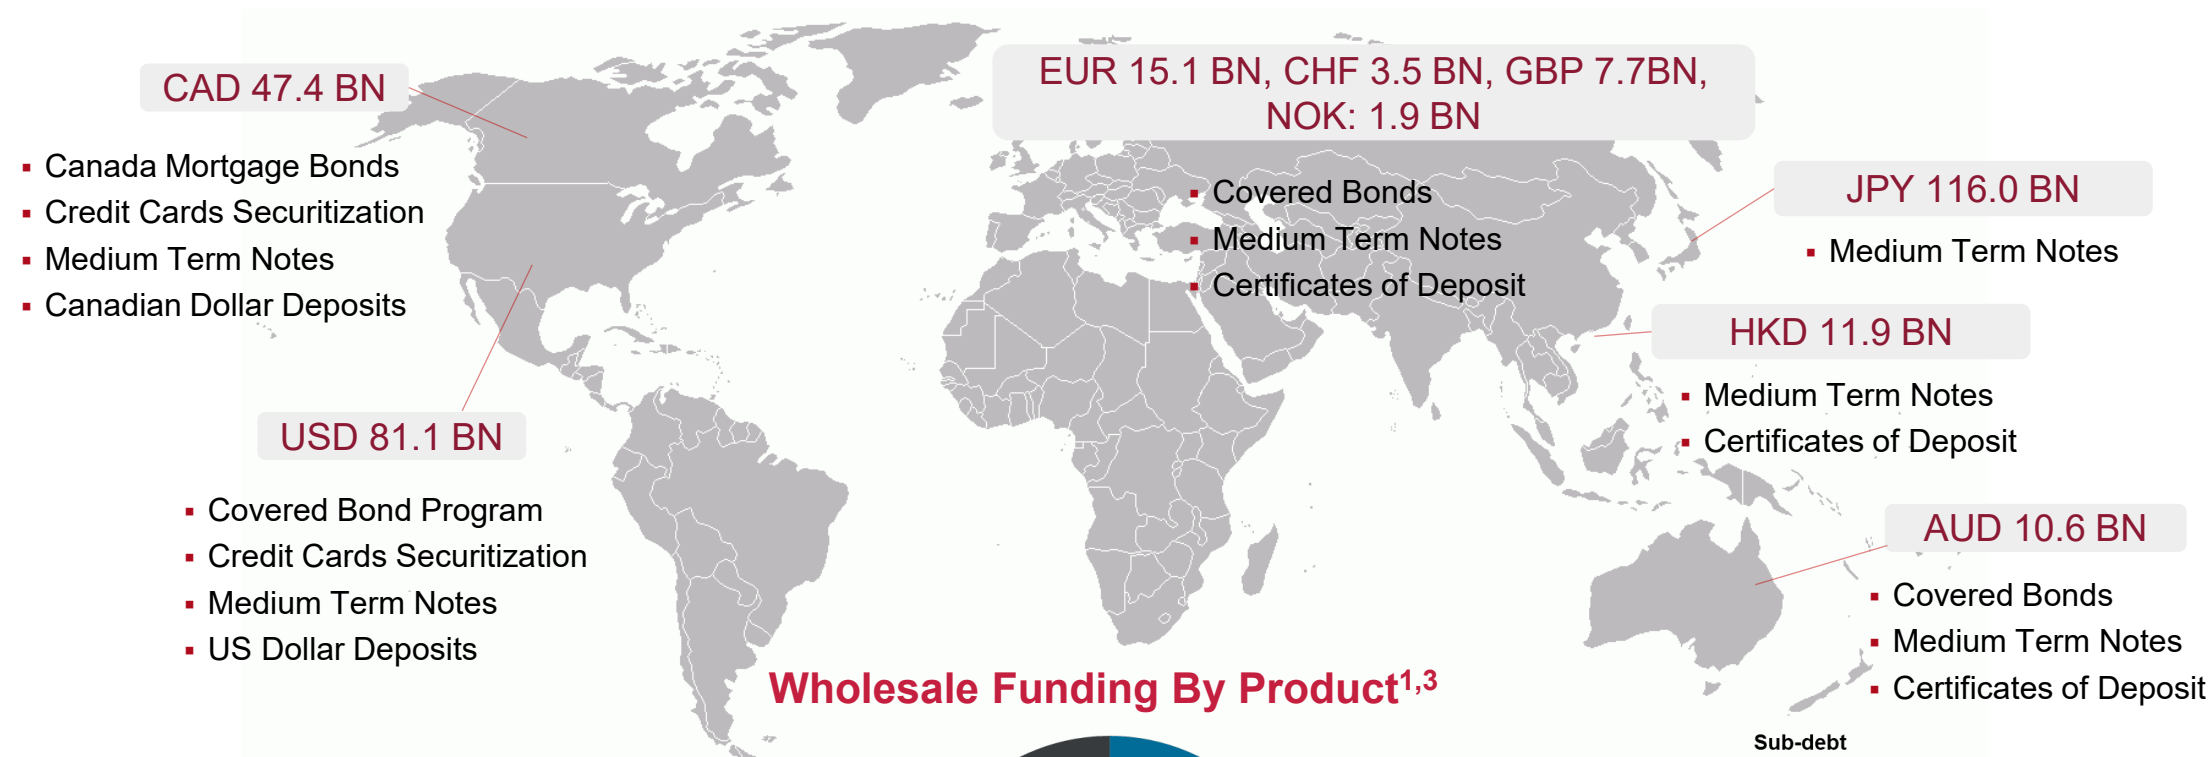 CAD 47.4 BN
▪ Canada Mortgage Bonds
▪ Credit Cards Securitization
▪ Medium Term Notes
▪ Canadian Dollar Deposits
USD 81.1 BN
▪ Covered Bond Program
▪ Credit Cards Securitization
▪ Medium Term Notes
▪ US Dollar Deposits
EUR 15.1 BN, CHF 3.5 BN, GBP 7.7BN,
NOK: 1.9 BN
▪ Covered Bonds
▪ Medium Term Notes
▪ Certificates of Deposit
JPY 116.0 BN
▪ Medium Term Notes
HKD 11.9 BN
▪ Medium Term Notes
▪ Certificates of Deposit
AUD 10.6 BN
▪ Covered Bonds
▪ Medium Term Notes
▪ Certificates of Deposit
Wholesale Funding By Product1,3
Sub-debt